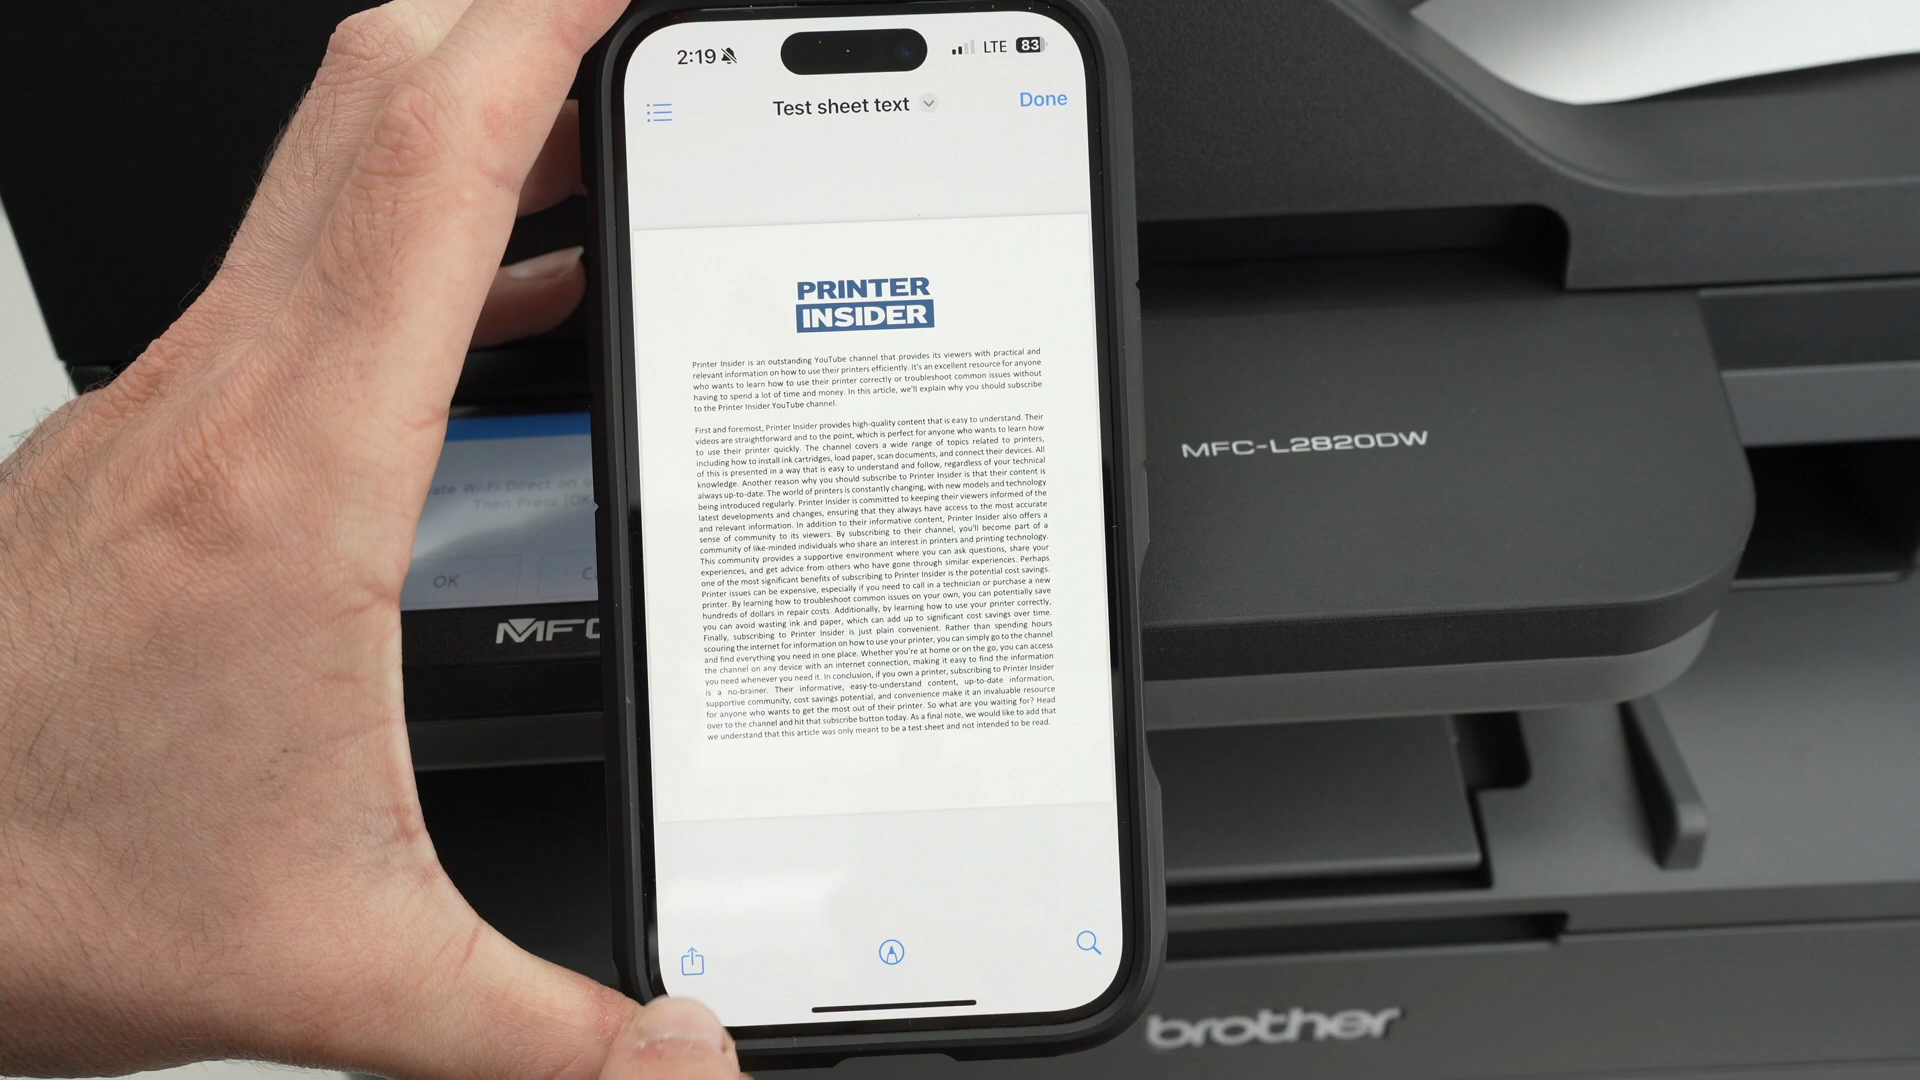 2:19
LTE 83
Test sheet text
Done
PRINTER
INSIDER
Printer Insider is an outstanding YouTube channel that provides its viewers with practical and
relevant information on how to use their printers efficiently. It's an excellent resource for anyone
who wants to learn how to use their printer correctly or troubleshoot common issues without
having to spend a lot of time and money. In this article, we'll explain why you should subscribe
to the Printer Insider YouTube channel.
First and foremost, Printer Insider provides high-quality content that is easy to understand. Their
videos are straightforward and to the point, which is perfect for anyone who wants to learn how
to use their printer quickly. The channel covers a wide range of topics related to printers,
including how to install ink cartridges, load paper, scan documents, and connect their devices. All
of this is presented in a way that is easy to understand and follow, regardless of your technical
knowledge. Another reason why you should subscribe to Printer Insider is that their content is
always up-to-date. The world of printers is constantly changing, with new models and technology
being introduced regularly. Printer Insider is committed to keeping their viewers informed of the
latest developments and changes, ensuring that they always have access to the most accurate
and relevant information. In addition to their informative content, Printer Insider also offers a
sense of community to its viewers. By subscribing to their channel, you'll become part of a
community of like-minded individuals who share an interest in printers and printing technology.
This community provides a supportive environment where you can ask questions, share your
experiences, and get advice from others who have gone through similar experiences. Perhaps
one of the most significant benefits of subscribing to Printer Insider is the potential cost savings.
Printer issues can be expensive, especially if you need to call in a technician or purchase a new
printer. By learning how to troubleshoot common issues on your own, you can potentially save
hundreds of dollars in repair costs. Additionally, by learning how to use your printer correctly,
you can avoid wasting ink and paper, which can add up to significant cost savings over time.
Finally, subscribing to Printer Insider is just plain convenient. Rather than spending hours
scouring the internet for information on how to use your printer, you can simply go to the channel
and find everything you need in one place. Whether you're at home or on the go, you can access
the channel on any device with an internet connection, making it easy to find the information
you need whenever you need it. In conclusion, if you own a printer, subscribing to Printer Insider
is a no-brainer. Their informative, easy-to-understand content, up-to-date information,
supportive community, cost savings potential, and convenience make it an invaluable resource
for anyone who wants to get the most out of their printer. So what are you waiting for? Head
over to the channel and hit that subscribe button today. As a final note, we would like to add that
we understand that this article was only meant to be a test sheet and not intended to be read.
Wi-Fi Direct on
Then Press [OK
OK
MFC
MFC-L2820DW
brother